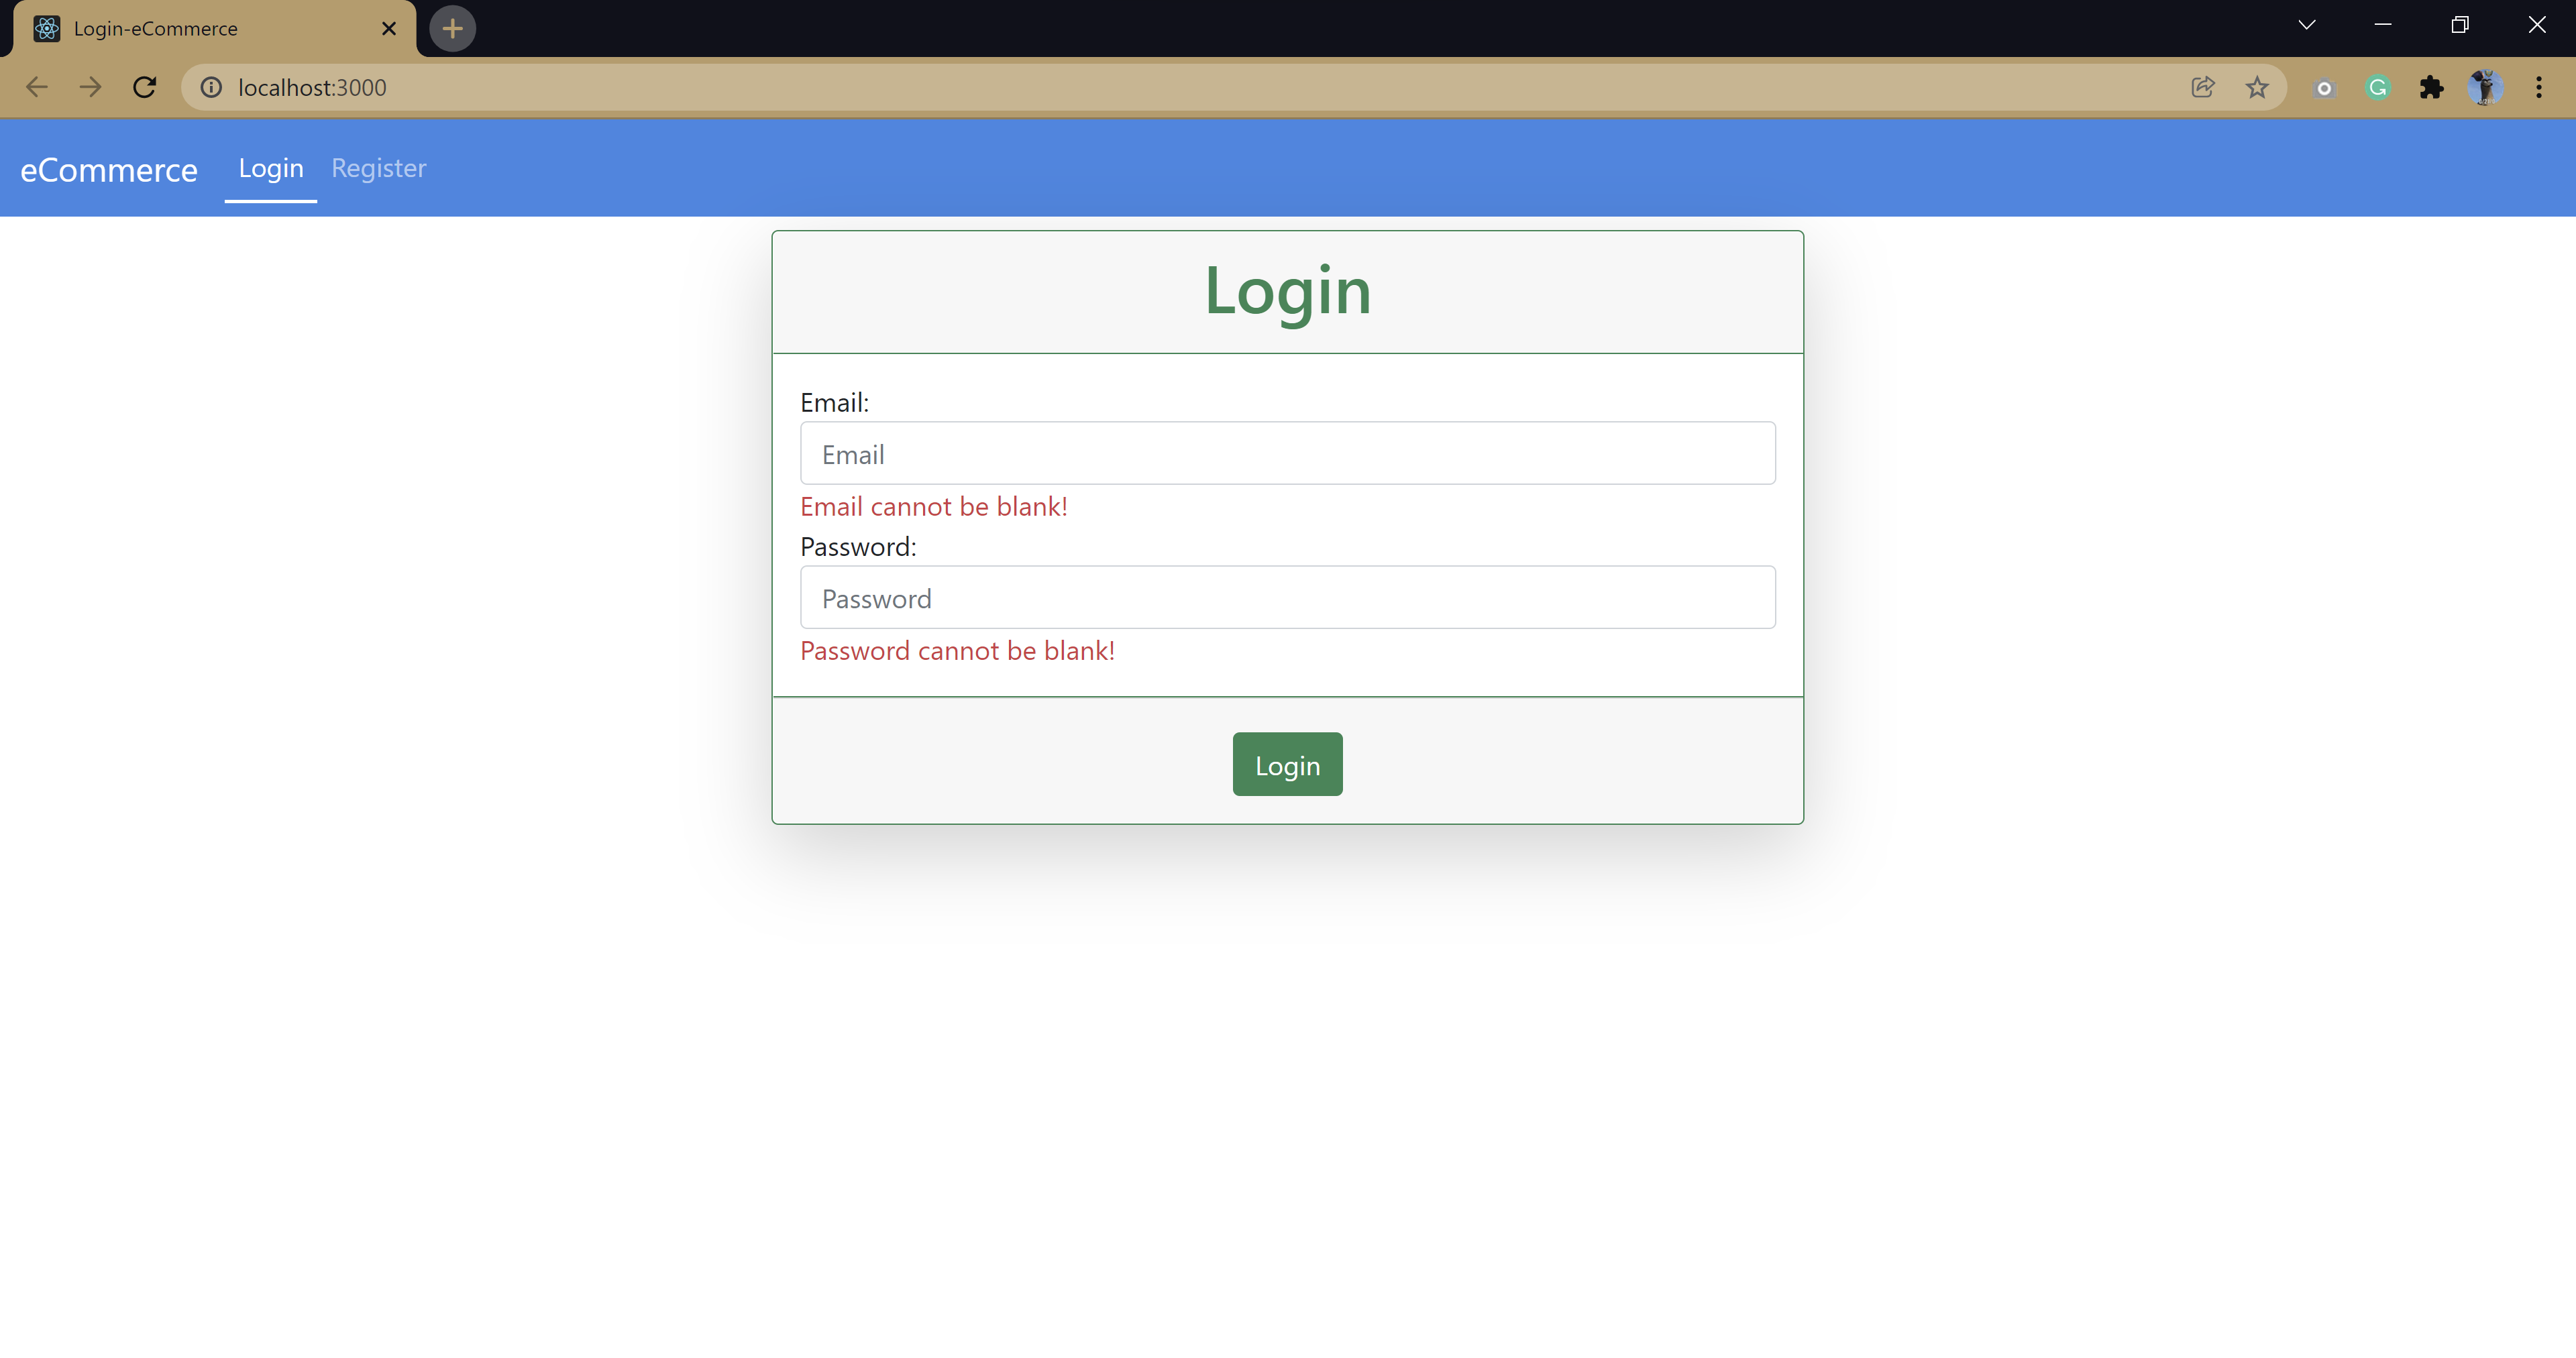 Login-eCommerce
localhost:3000
eCommerce Login Register
Login
Email:
Email
Email cannot be blank!
Password:
Password
Password cannot be blank!
Login